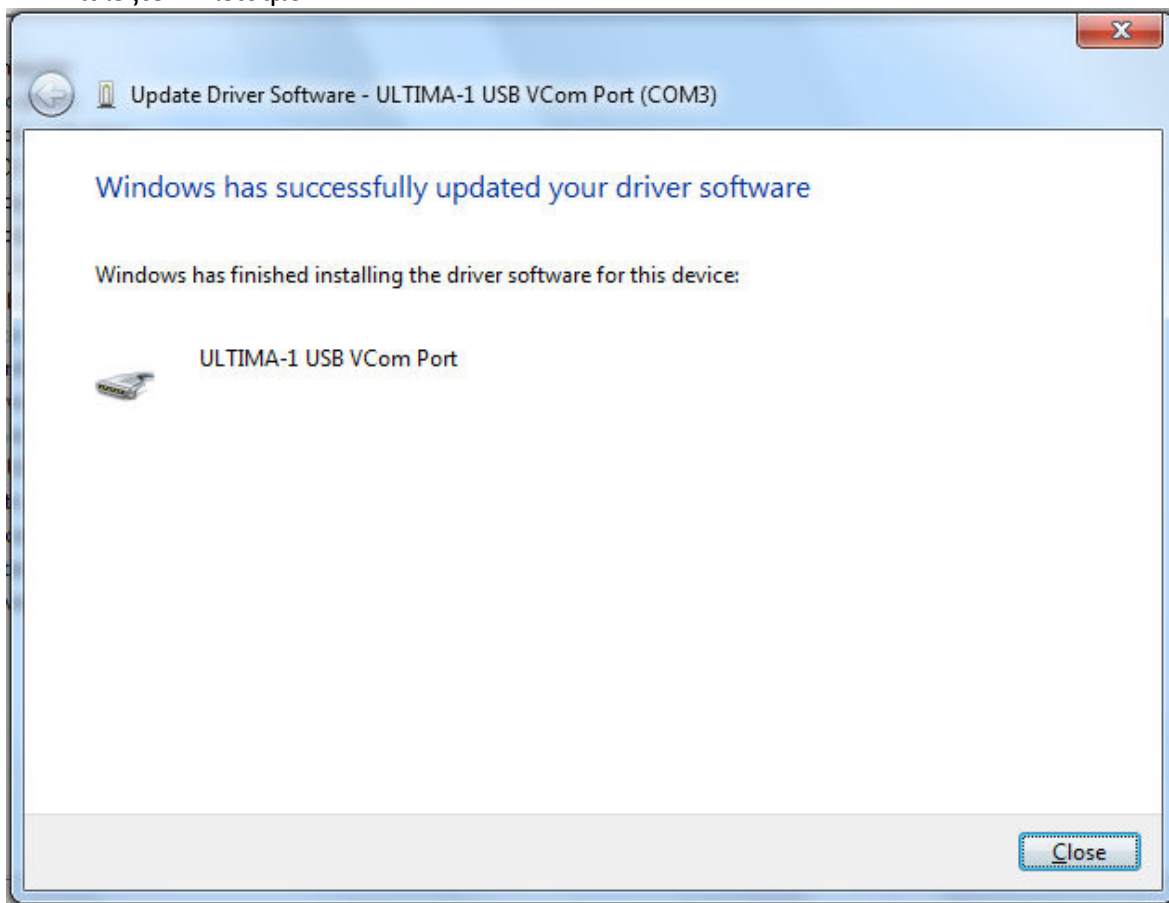 Update Driver Software - ULTIMA-1 USB VCom Port (COM3)
Windows has successfully updated your driver software
Windows has finished installing the driver software for this device:
ULTIMA-1 USB VCom Port
Close